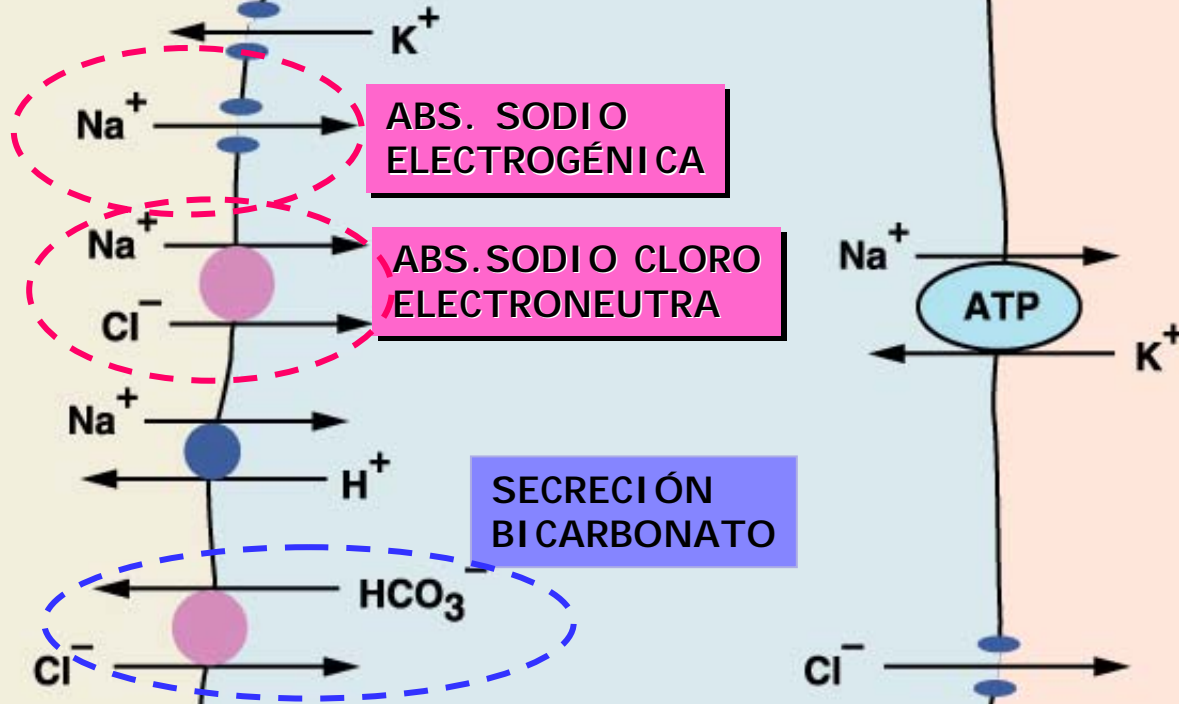 K+
Na+
ABS. SODIO
ELECTROGÉNICA
Na+
ABS.SODIO CLORO
ELECTRONEUTRA
Cl−
Na+
ATP
K+
Na+
H+
SECRECIÓN
BICARBONATO
HCO3−
Cl−
Cl−